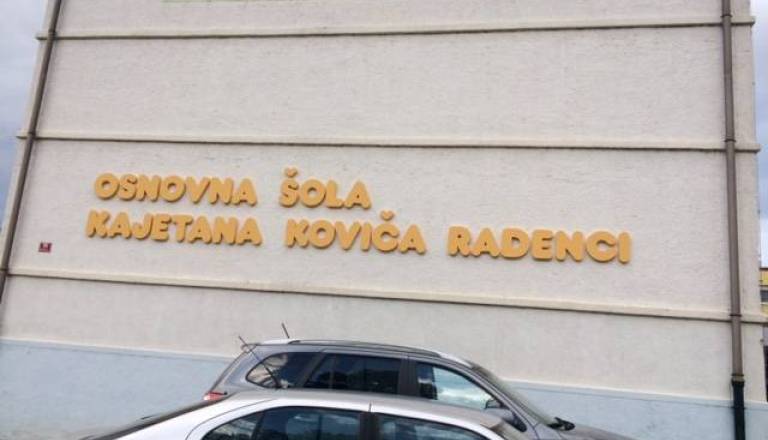 OSNOVNA ŠOLA
KAJETANA KOVIČA RADENCI